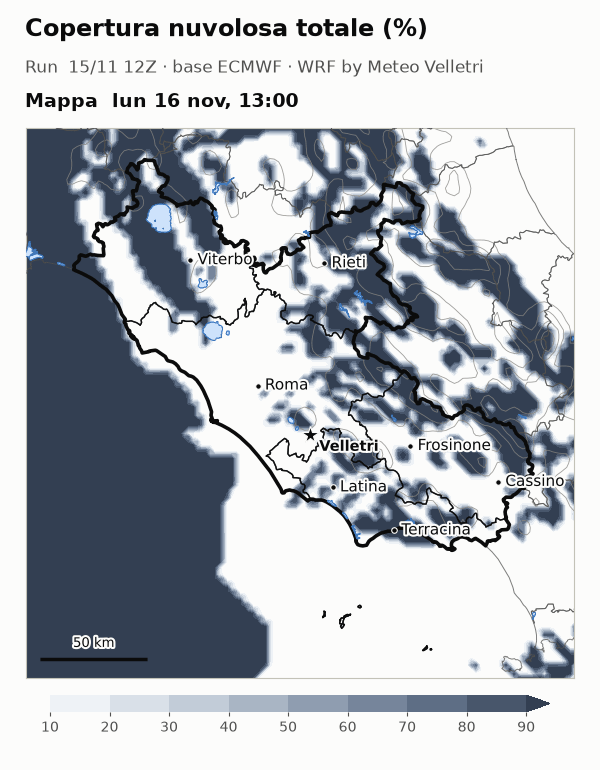 Copertura nuvolosa totale (%)
Run 15/11 12Z · base ECMWF · WRF by Meteo Velletri
Mappa lun 16 nov, 13:00
Viterbo
Rieti
Roma
Velletri
Frosinone
Cassino
Latina
Terracina
50 km
10 20 30 40 50 60 70 80 90